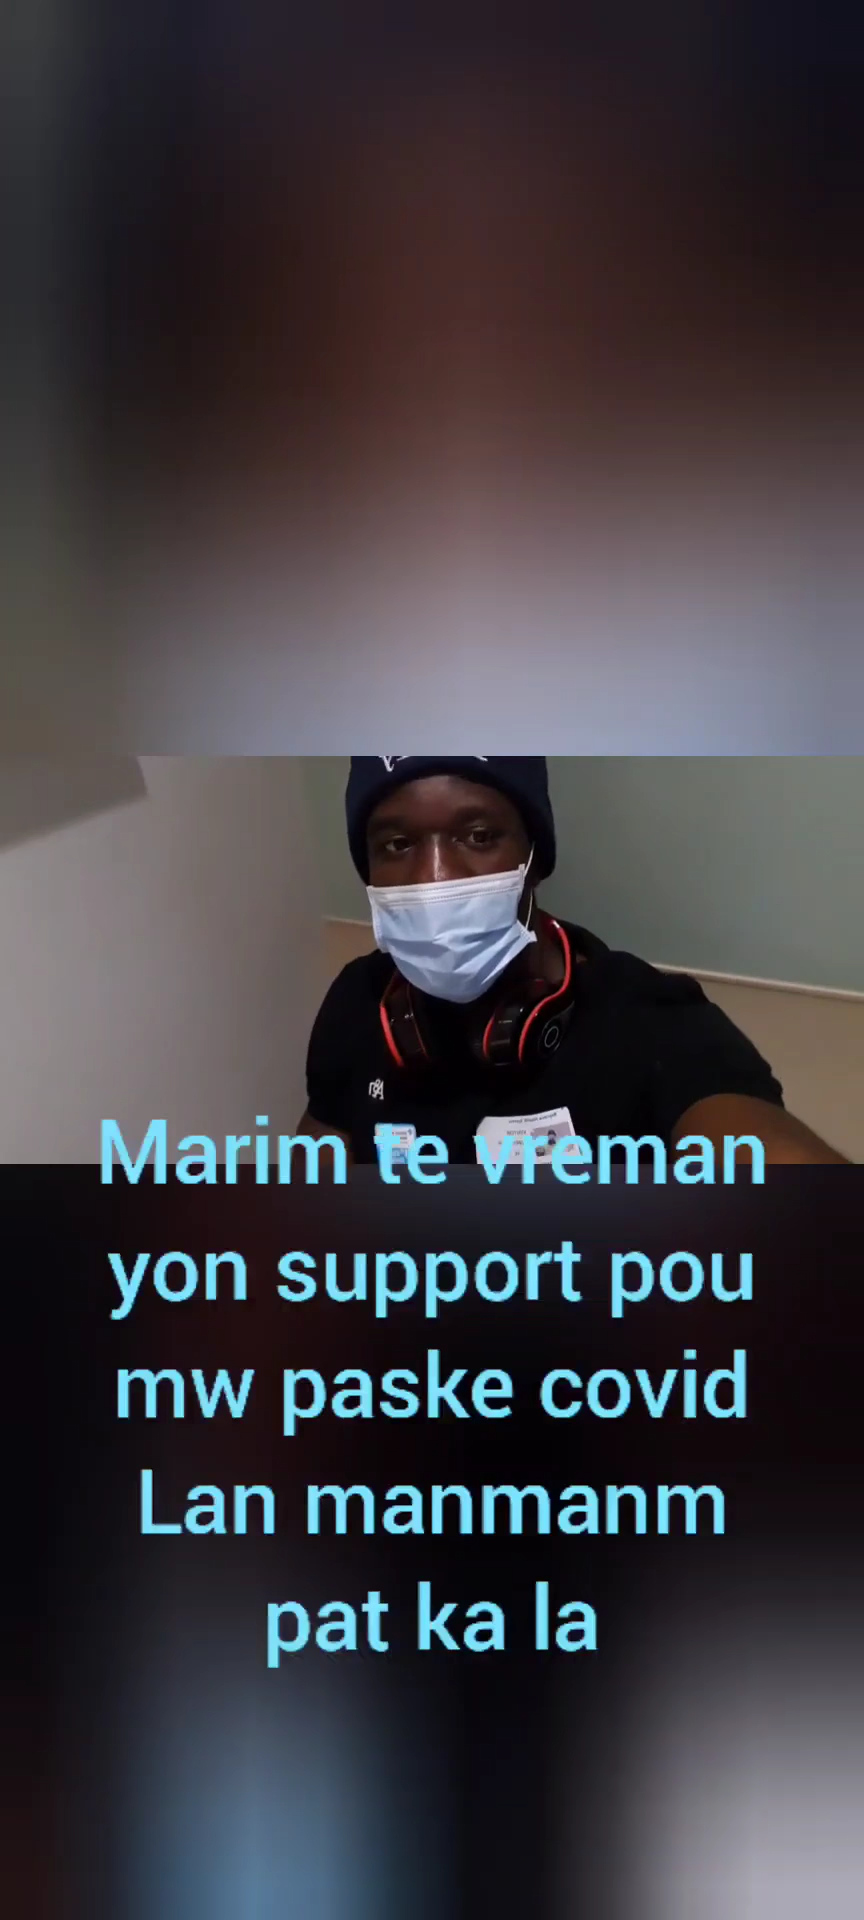 Marim te vreman
yon support pou
mw paske covid
Lan manmanm
pat ka la